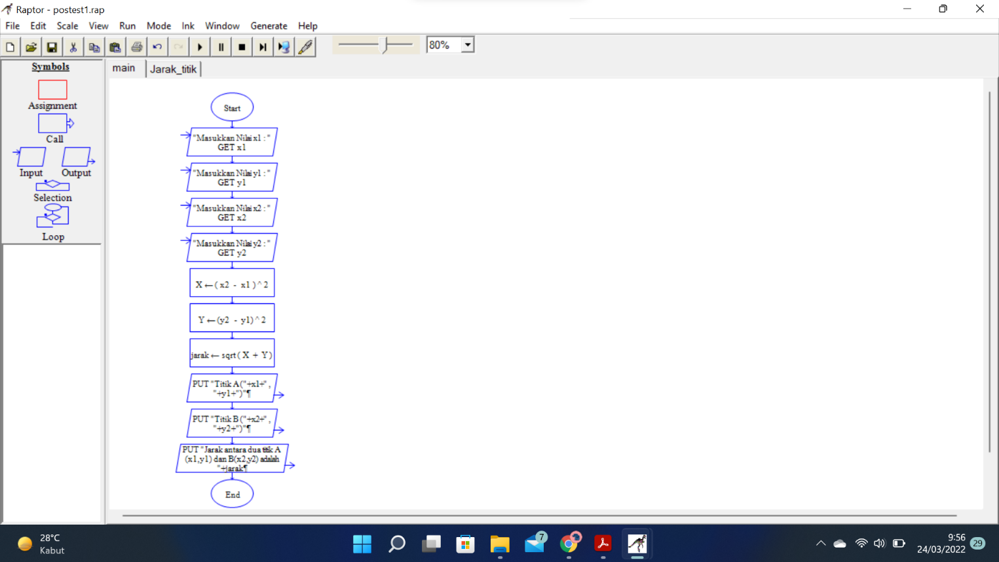 Raptor - postest1.rap
File Edit Scale View Run Mode Ink Window Generate Help
80%
Symbols
Assignment
Call
Input Output
Selection
Loop
main Jarak_titik
Start
"Masukkan Nilai x1 : "
GET x1
"Masukkan Nilai y1 : "
GET y1
"Masukkan Nilai x2 : "
GET x2
"Masukkan Nilai y2 : "
GET y2
X ← ( x2 - x1 ) ^ 2
Y ← (y2 - y1) ^ 2
jarak ← sqrt ( X + Y)
PUT "Titik A("+x1+" ,
"+y1+")"¶
PUT "Titik B ("+x2+" ,
"+y2+")"¶
PUT "Jarak antara dua titik A
(x1,y1) dan B(x2,y2) adalah
"+jarak¶
End
28°C
Kabut
7
9:56
24/03/2022
29